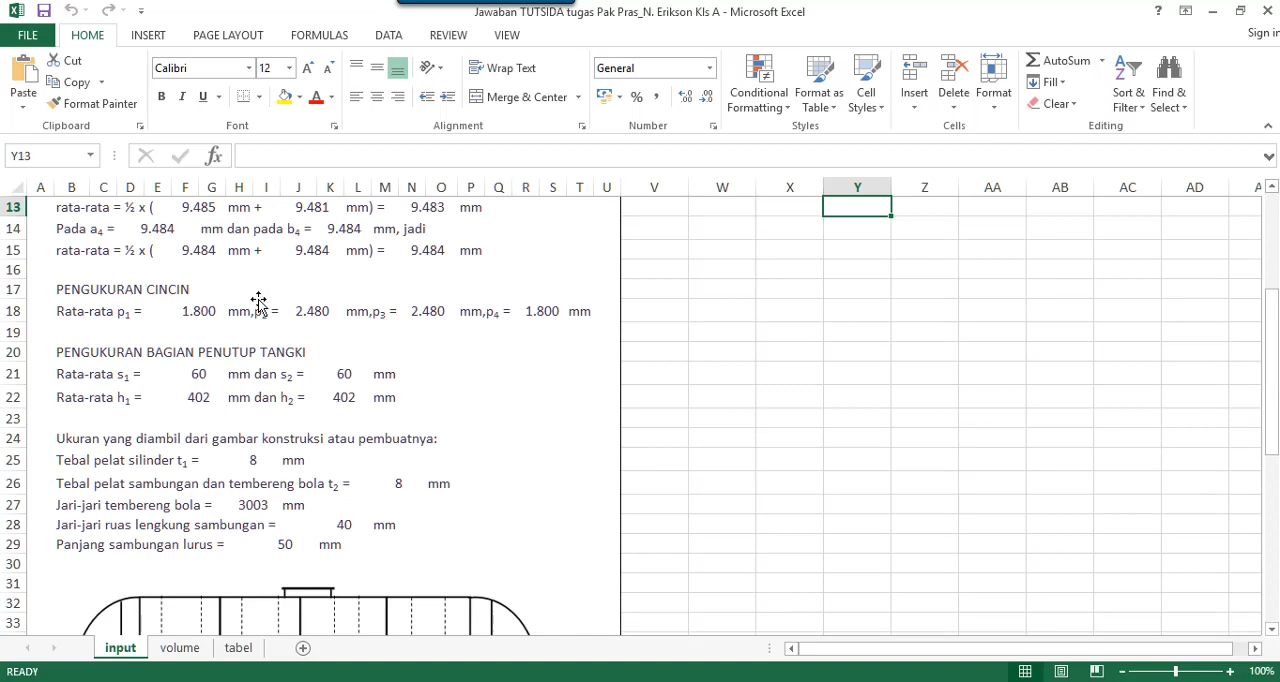 Jawaban TUTSIDA tugas Pak Pras_N. Erikson Kls A - Microsoft Excel
FILE HOME INSERT PAGE LAYOUT FORMULAS DATA REVIEW VIEW Sign in
Paste Cut Copy Format Painter Clipboard
Calibri 12 B I U Font
Wrap Text Merge & Center Alignment
General % , Number
Conditional Formatting Format as Table Cell Styles Styles
Insert Delete Format Cells
AutoSum Fill Clear Sort & Filter Find & Select Editing
Y13 fx
A B C D E F G H I J K L M N O P Q R S T U V W X Y Z AA AB AC AD
13 rata-rata = ½ x ( 9.485 mm + 9.481 mm) = 9.483 mm
14 Pada a₄ = 9.484 mm dan pada b₄ = 9.484 mm, jadi
15 rata-rata = ½ x ( 9.484 mm + 9.484 mm) = 9.484 mm
16
17 PENGUKURAN CINCIN
18 Rata-rata p₁ = 1.800 mm,p₂ = 2.480 mm,p₃ = 2.480 mm,p₄ = 1.800 mm
19
20 PENGUKURAN BAGIAN PENUTUP TANGKI
21 Rata-rata s₁ = 60 mm dan s₂ = 60 mm
22 Rata-rata h₁ = 402 mm dan h₂ = 402 mm
23
24 Ukuran yang diambil dari gambar konstruksi atau pembuatnya:
25 Tebal pelat silinder t₁ = 8 mm
26 Tebal pelat sambungan dan tembereng bola t₂ = 8 mm
27 Jari-jari tembereng bola = 3003 mm
28 Jari-jari ruas lengkung sambungan = 40 mm
29 Panjang sambungan lurus = 50 mm
30
31
32
33
input volume tabel
READY 100%